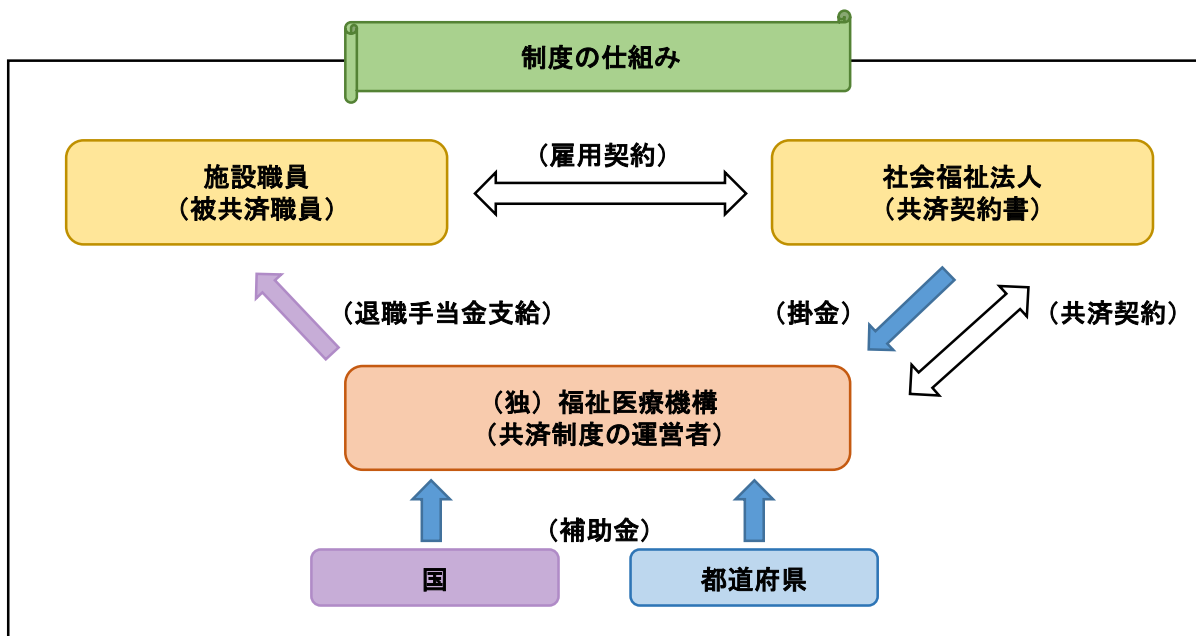 制度の仕組み
（雇用契約）
施設職員
（被共済職員）
社会福祉法人
（共済契約書）
（退職手当金支給）
（掛金）
（共済契約）
（独）福祉医療機構
（共済制度の運営者）
（補助金）
国
都道府県